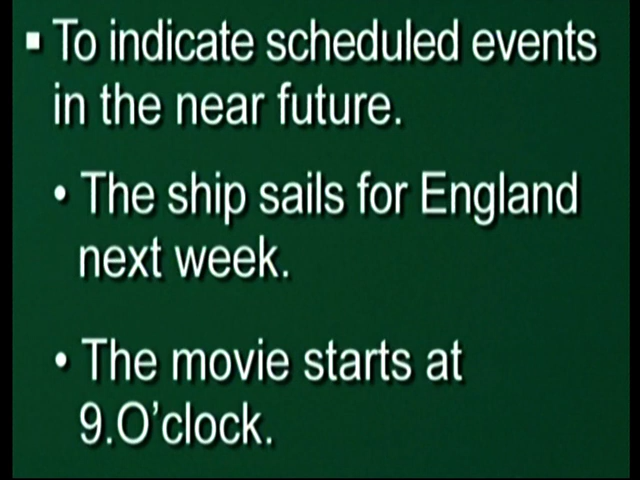 ▪ To indicate scheduled events
in the near future.
• The ship sails for England
next week.
• The movie starts at
9.O'clock.